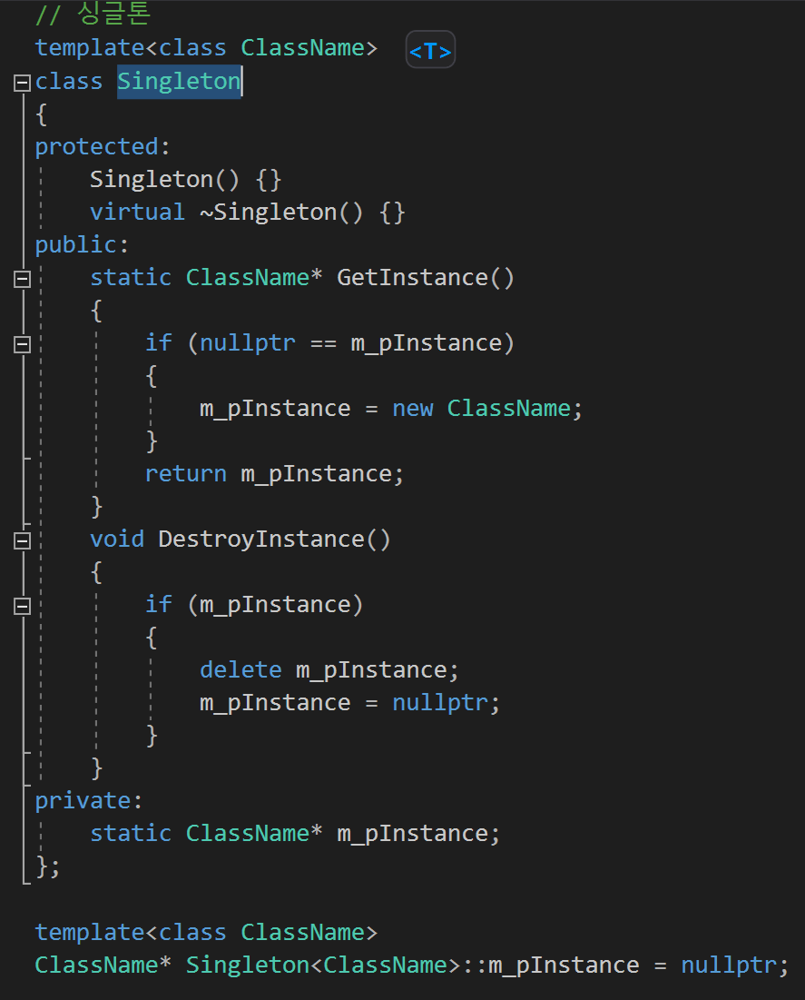 // 싱글톤
template<class ClassName> <T>
class Singleton
{
protected:
    Singleton() {}
    virtual ~Singleton() {}
public:
    static ClassName* GetInstance()
    {
        if (nullptr == m_pInstance)
        {
            m_pInstance = new ClassName;
        }
        return m_pInstance;
    }
    void DestroyInstance()
    {
        if (m_pInstance)
        {
            delete m_pInstance;
            m_pInstance = nullptr;
        }
    }
private:
    static ClassName* m_pInstance;
};

template<class ClassName>
ClassName* Singleton<ClassName>::m_pInstance = nullptr;